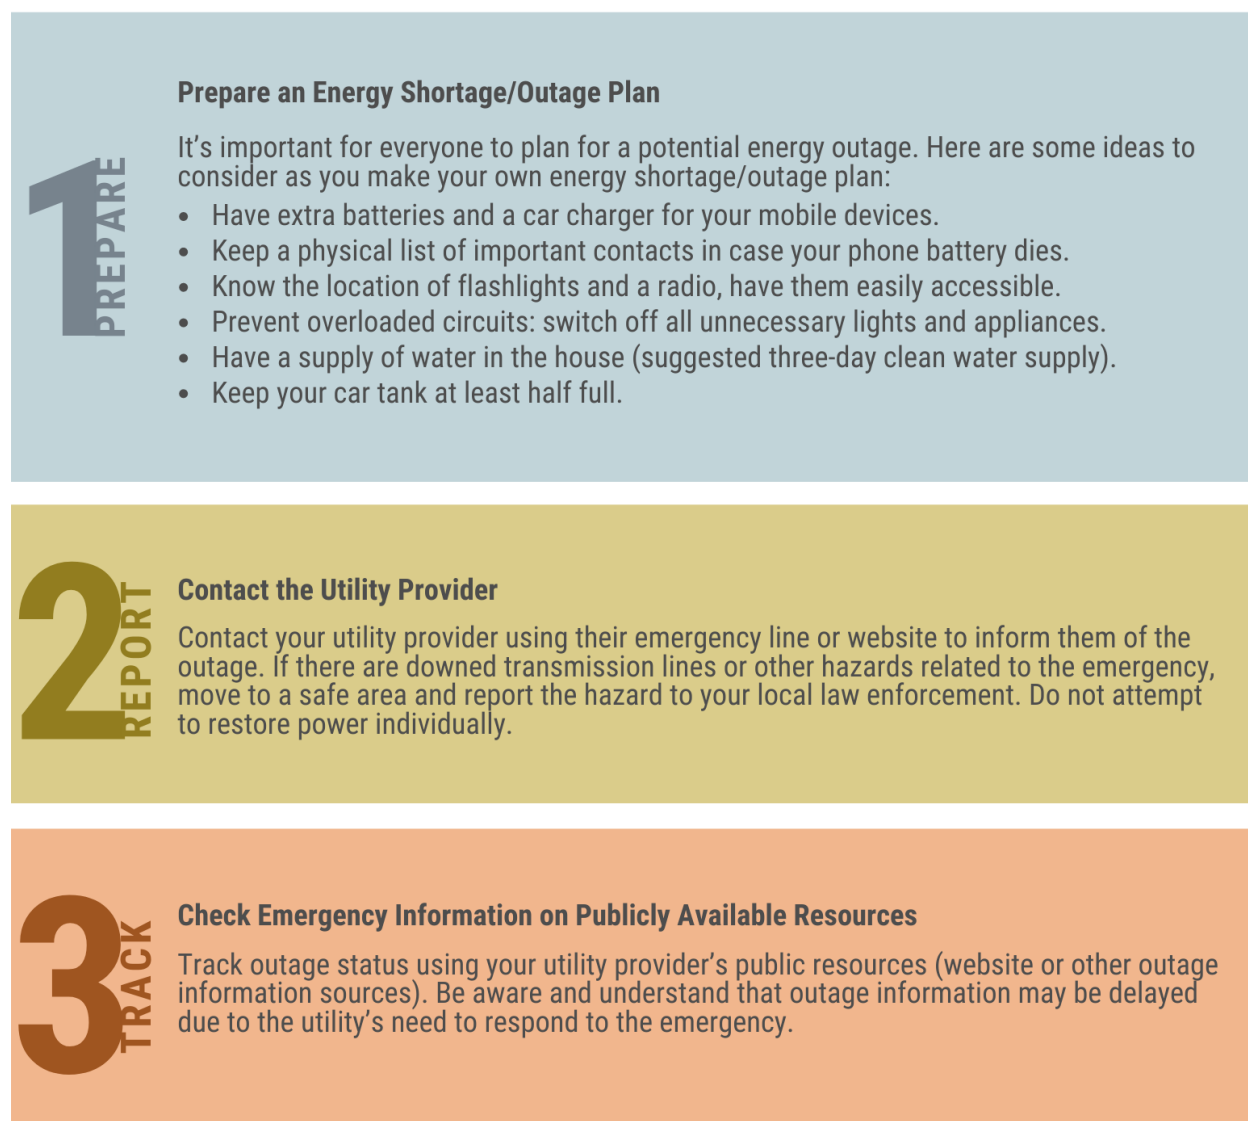 1
PREPARE
Prepare an Energy Shortage/Outage Plan
It's important for everyone to plan for a potential energy outage. Here are some ideas to
consider as you make your own energy shortage/outage plan:
• Have extra batteries and a car charger for your mobile devices.
• Keep a physical list of important contacts in case your phone battery dies.
• Know the location of flashlights and a radio, have them easily accessible.
• Prevent overloaded circuits: switch off all unnecessary lights and appliances.
• Have a supply of water in the house (suggested three-day clean water supply).
• Keep your car tank at least half full.
2
REPORT
Contact the Utility Provider
Contact your utility provider using their emergency line or website to inform them of the
outage. If there are downed transmission lines or other hazards related to the emergency,
move to a safe area and report the hazard to your local law enforcement. Do not attempt
to restore power individually.
3
TRACK
Check Emergency Information on Publicly Available Resources
Track outage status using your utility provider's public resources (website or other outage
information sources). Be aware and understand that outage information may be delayed
due to the utility's need to respond to the emergency.